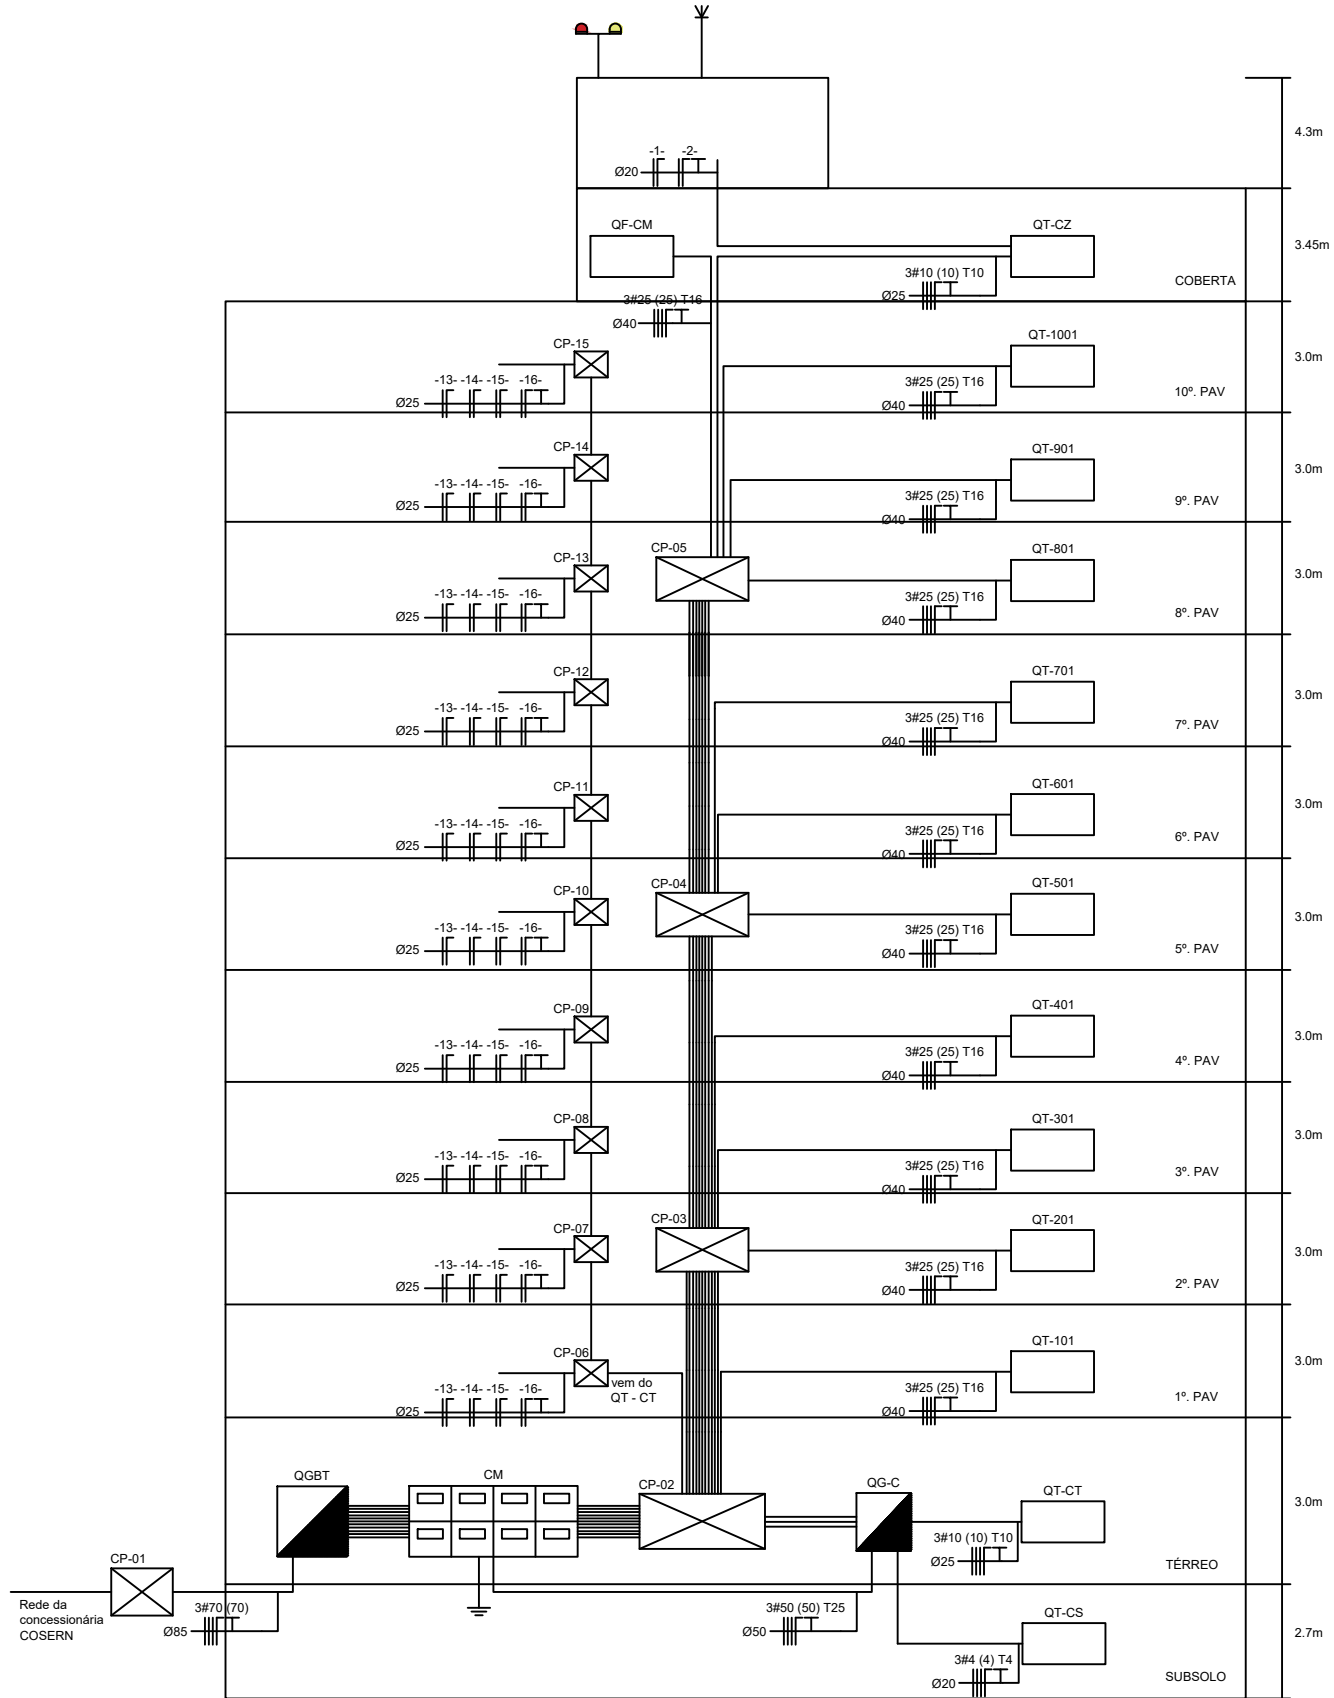 4.3m
-1- -2-
Ø20
QF-CM
QT-CZ
3.45m
3#10 (10) T10
Ø25
COBERTA
3#25 (25) T16
Ø40
CP-15
-13- -14- -15- -16-
Ø25
QT-1001
3#25 (25) T16
Ø40
10º. PAV
3.0m
CP-14
-13- -14- -15- -16-
Ø25
QT-901
3#25 (25) T16
Ø40
9º. PAV
3.0m
CP-13
-13- -14- -15- -16-
Ø25
CP-05
QT-801
3#25 (25) T16
Ø40
8º. PAV
3.0m
CP-12
-13- -14- -15- -16-
Ø25
QT-701
3#25 (25) T16
Ø40
7º. PAV
3.0m
CP-11
-13- -14- -15- -16-
Ø25
QT-601
3#25 (25) T16
Ø40
6º. PAV
3.0m
CP-10
-13- -14- -15- -16-
Ø25
CP-04
QT-501
3#25 (25) T16
Ø40
5º. PAV
3.0m
CP-09
-13- -14- -15- -16-
Ø25
QT-401
3#25 (25) T16
Ø40
4º. PAV
3.0m
CP-08
-13- -14- -15- -16-
Ø25
QT-301
3#25 (25) T16
Ø40
3º. PAV
3.0m
CP-07
-13- -14- -15- -16-
Ø25
CP-03
QT-201
3#25 (25) T16
Ø40
2º. PAV
3.0m
CP-06
-13- -14- -15- -16-
Ø25
vem do
QT - CT
QT-101
3#25 (25) T16
Ø40
1º. PAV
3.0m
QGBT
CM
CP-02
QG-C
QT-CT
3#10 (10) T10
Ø25
TÉRREO
3.0m
CP-01
Rede da
concessionária
COSERN
3#70 (70)
Ø85
3#50 (50) T25
Ø50
QT-CS
3#4 (4) T4
Ø20
SUBSOLO
2.7m